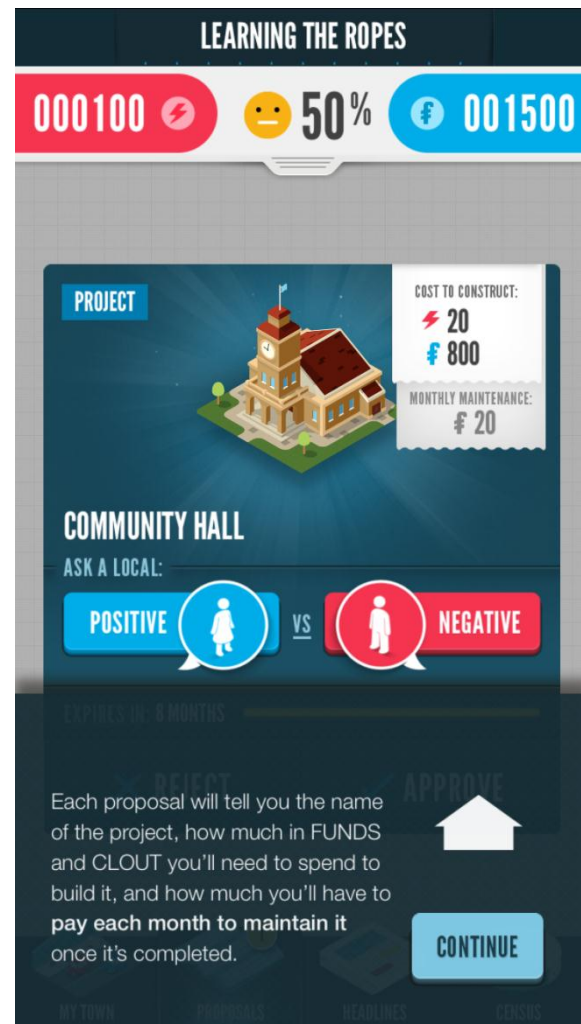 LEARNING THE ROPES
000100 50% 001500
PROJECT
COST TO CONSTRUCT:
20
800
MONTHLY MAINTENANCE:
20
COMMUNITY HALL
ASK A LOCAL:
POSITIVE VS NEGATIVE
EXPIRES IN: 8 MONTHS
REJECT APPROVE
Each proposal will tell you the name
of the project, how much in FUNDS
and CLOUT you’ll need to spend to
build it, and how much you’ll have to
pay each month to maintain it
once it’s completed.
CONTINUE
MY TOWN PROPOSALS HEADLINES CENSUS